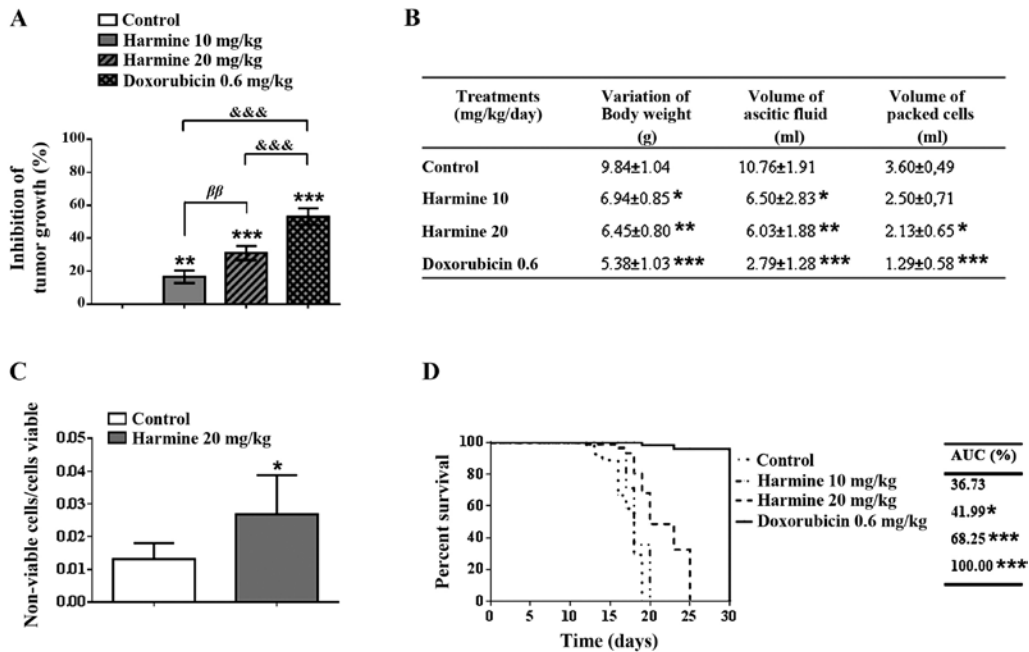 A
Control
Harmine 10 mg/kg
Harmine 20 mg/kg
Doxorubicin 0.6 mg/kg
Inhibition of
tumor growth (%)
100
80
60
40
20
0
&&&
&&&
ββ
**
***
***
B
Treatments
(mg/kg/day)
Variation of
Body weight
(g)
Volume of
ascitic fluid
(ml)
Volume of
packed cells
(ml)
Control 9.84±1.04 10.76±1.91 3.60±0,49
Harmine 10 6.94±0.85 * 6.50±2.83 * 2.50±0,71
Harmine 20 6.45±0.80 ** 6.03±1.88 ** 2.13±0.65 *
Doxorubicin 0.6 5.38±1.03 *** 2.79±1.28 *** 1.29±0.58 ***
C
Control
Harmine 20 mg/kg
Non-viable cells/cells viable
0.05
0.04
0.03
0.02
0.01
0.00
*
D
Percent survival
100
80
60
40
20
0
0 5 10 15 20 25 30
Time (days)
Control
Harmine 10 mg/kg
Harmine 20 mg/kg
Doxorubicin 0.6 mg/kg
AUC (%)
36.73
41.99*
68.25 ***
100.00 ***